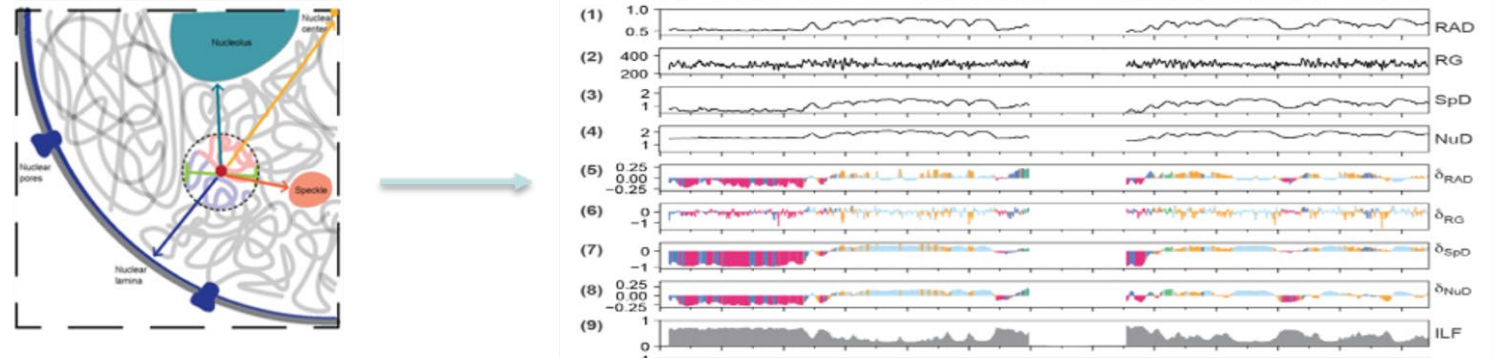 Nuclear
center
Nucleolus
Nuclear
pores
Speckle
Nuclear
lamina
(1) 1.0 0.5 RAD
(2) 400 200 RG
(3) 2 1 SpD
(4) 2 1 NuD
(5) 0.25 0.00 −0.25 δRAD
(6) 0 −1 δRG
(7) 0 −1 δSpD
(8) 0.25 0.00 −0.25 δNuD
(9) 1 0 ILF